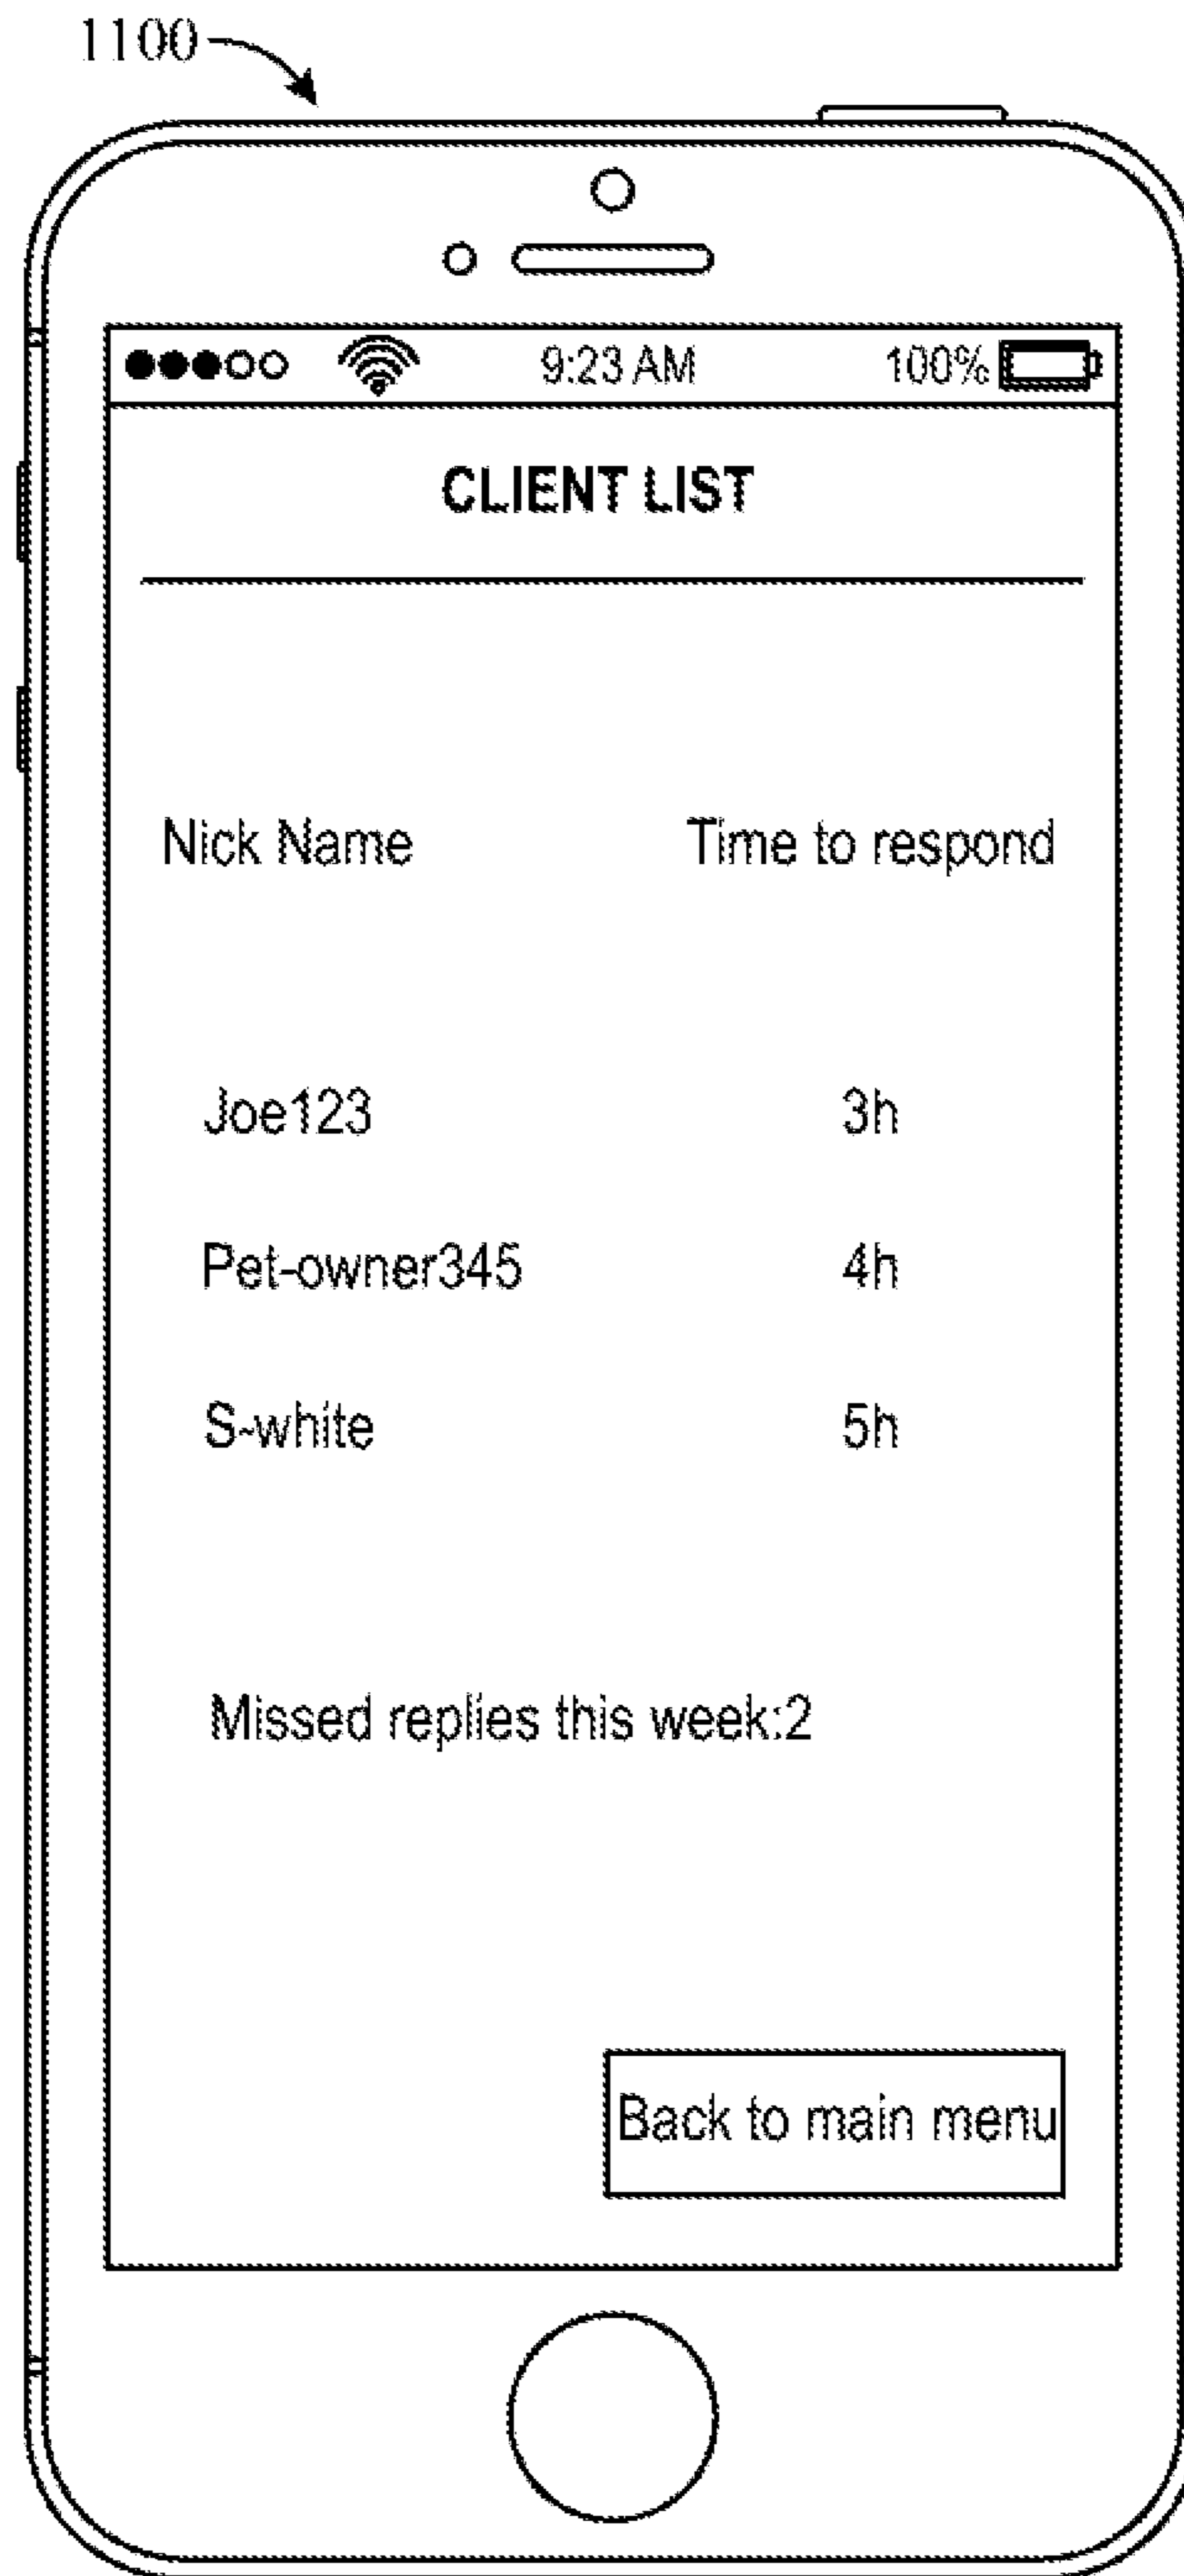 1100
9:23 AM 100%
CLIENT LIST
Nick Name Time to respond
Joe123 3h
Pet-owner345 4h
S-white 5h
Missed replies this week:2
Back to main menu